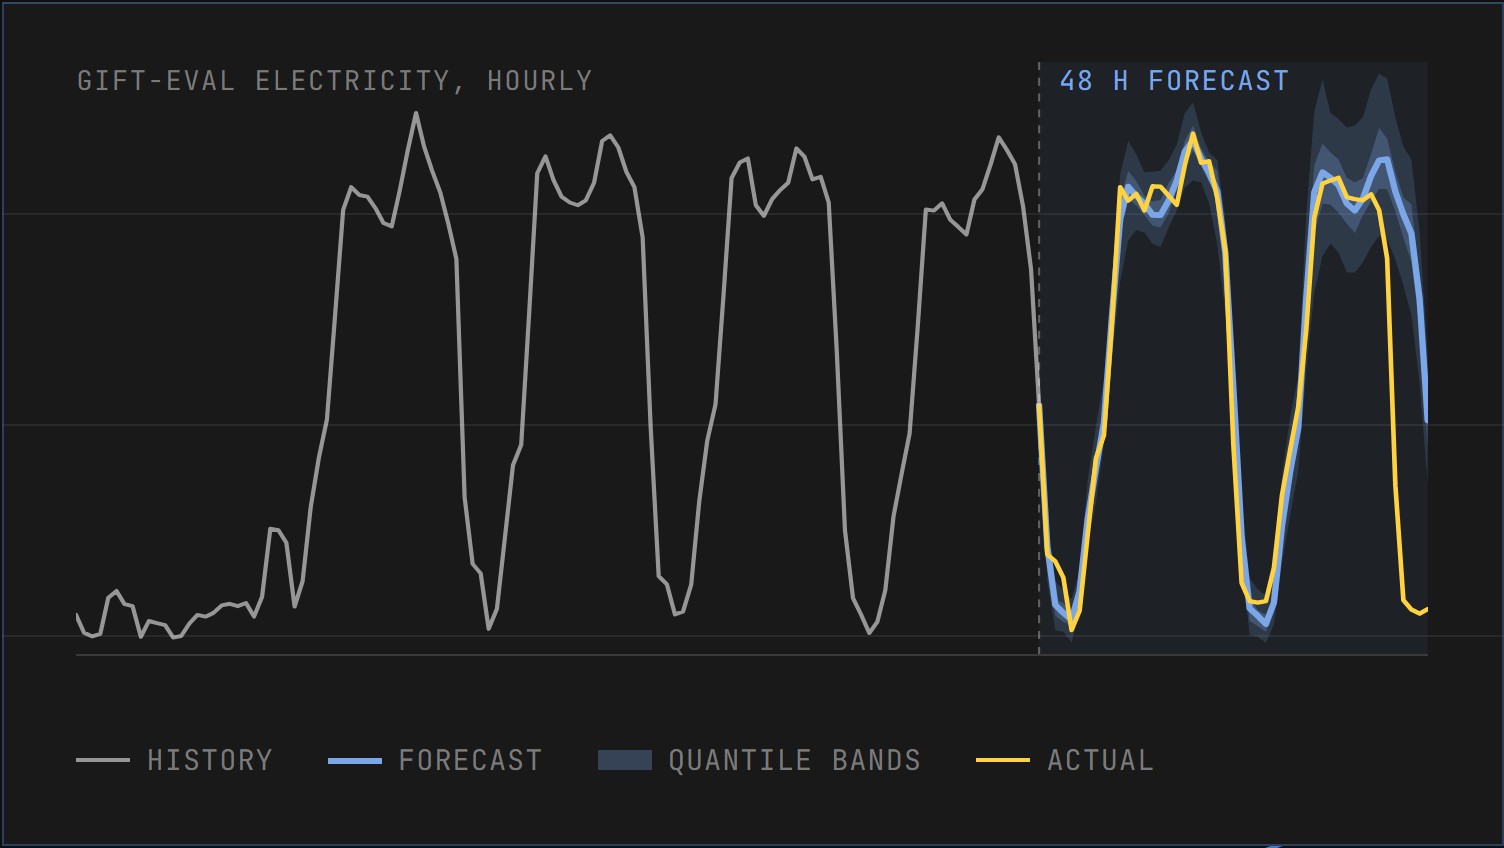 GIFT-EVAL ELECTRICITY, HOURLY
48 H FORECAST
HISTORY
FORECAST
QUANTILE BANDS
ACTUAL